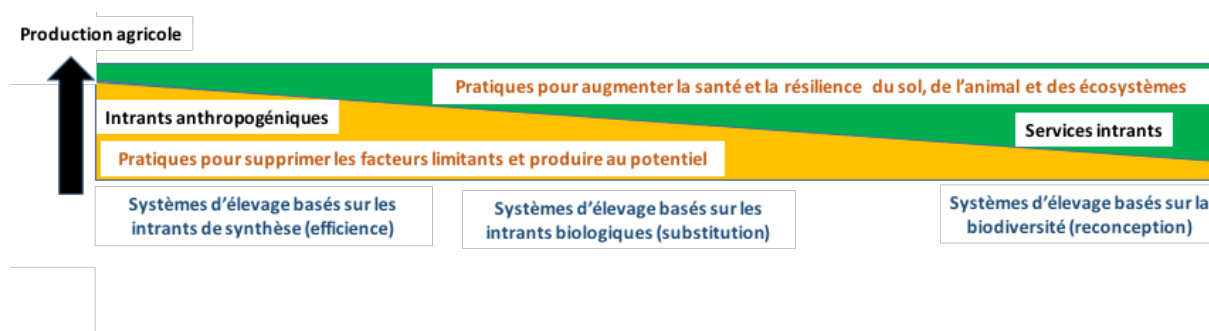 Production agricole
Pratiques pour augmenter la santé et la résilience du sol, de l'animal et des écosystèmes
Intrants anthropogéniques
Services intrants
Pratiques pour supprimer les facteurs limitants et produire au potentiel
Systèmes d'élevage basés sur les
intrants de synthèse (efficience)
Systèmes d'élevage basés sur les
intrants biologiques (substitution)
Systèmes d'élevage basés sur la
biodiversité (reconception)